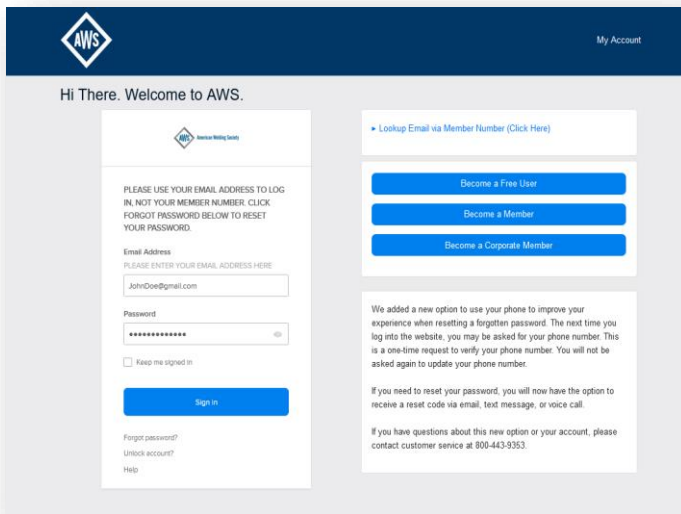 AWS
My Account
Hi There. Welcome to AWS.
AWS American Welding Society
PLEASE USE YOUR EMAIL ADDRESS TO LOG
IN, NOT YOUR MEMBER NUMBER. CLICK
FORGOT PASSWORD BELOW TO RESET
YOUR PASSWORD.
Email Address
PLEASE ENTER YOUR EMAIL ADDRESS HERE
JohnDoe@gmail.com
Password
•••••••••••••
Keep me signed in
Sign in
Forgot password?
Unlock account?
Help
▸ Lookup Email via Member Number (Click Here)
Become a Free User
Become a Member
Become a Corporate Member
We added a new option to use your phone to improve your
experience when resetting a forgotten password. The next time you
log into the website, you may be asked for your phone number. This
is a one-time request to verify your phone number. You will not be
asked again to update your phone number.
If you need to reset your password, you will now have the option to
receive a reset code via email, text message, or voice call.
If you have questions about this new option or your account, please
contact customer service at 800-443-9353.